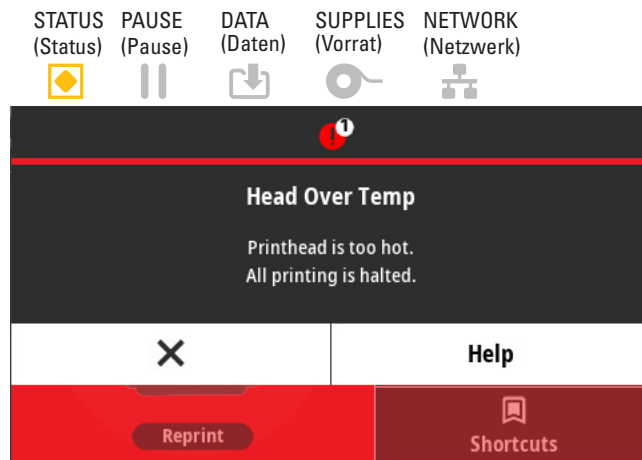 STATUS PAUSE DATA SUPPLIES NETWORK
(Status) (Pause) (Daten) (Vorrat) (Netzwerk)
1
Head Over Temp
Printhead is too hot.
All printing is halted.
Help
Reprint
Shortcuts